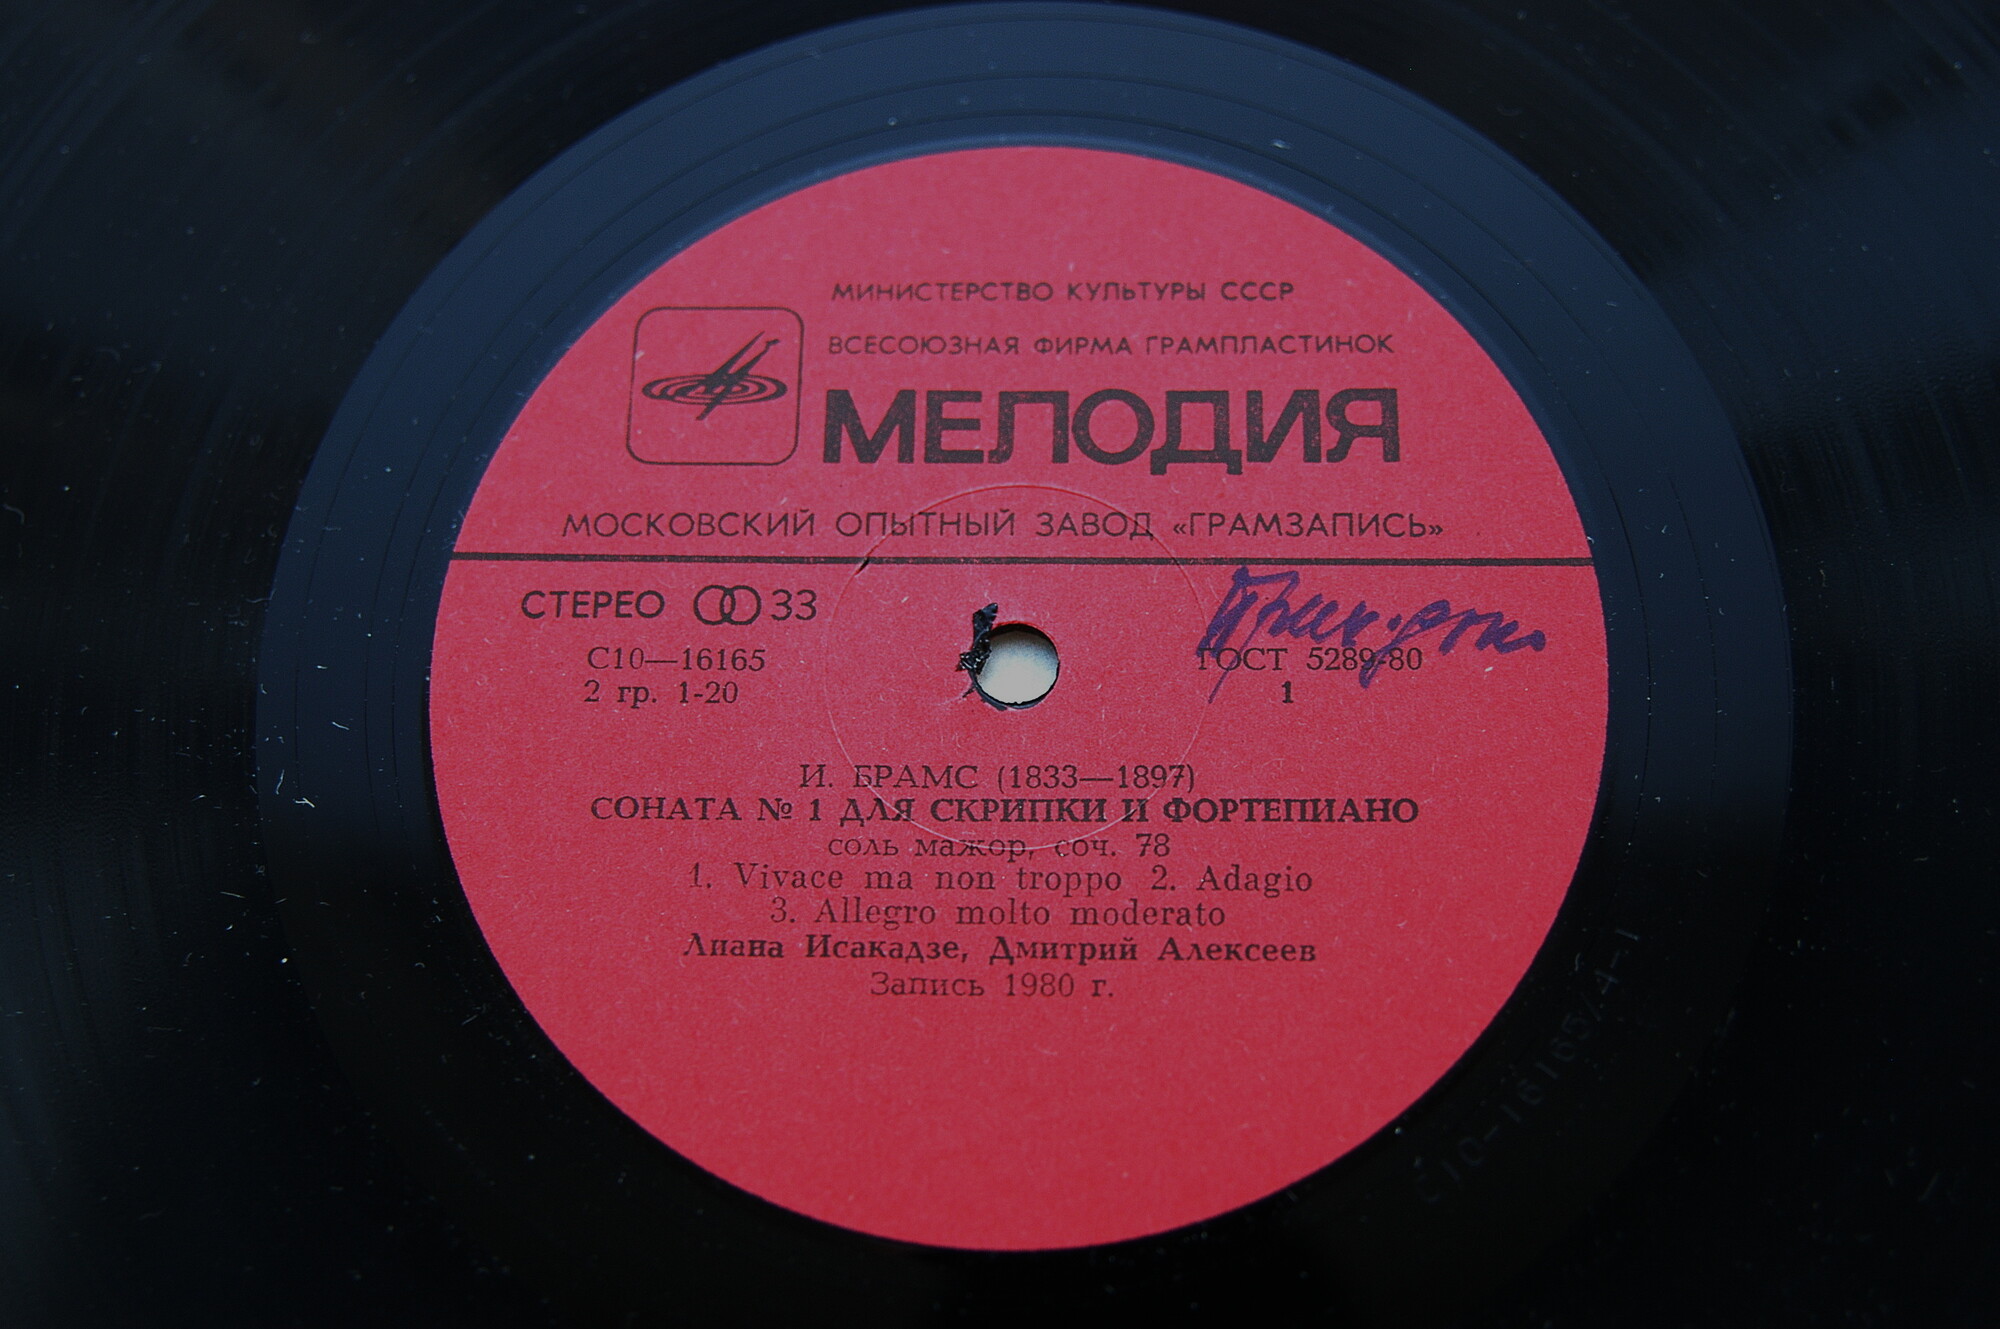 МИНИСТЕРСТВО КУЛЬТУРЫ СССР
ВСЕСОЮЗНАЯ ФИРМА ГРАМПЛАСТИНОК
МЕЛОДИЯ
МОСКОВСКИЙ ОПЫТНЫЙ ЗАВОД «ГРАМЗАПИСЬ»
СТЕРЕО 33
С10—16165 ГОСТ 5289-80
2 гр. 1-20 1
И. БРАМС (1833—1897)
СОНАТА № 1 ДЛЯ СКРИПКИ И ФОРТЕПИАНО
соль мажор, соч. 78
1. Vivace ma non troppo 2. Adagio
3. Allegro molto moderato
Лиана Исакадзе, Дмитрий Алексеев
Запись 1980 г.